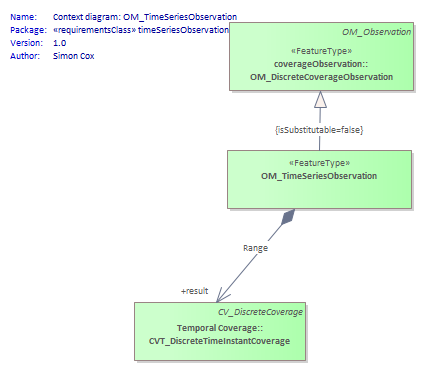 Name: Context diagram: OM_TimeSeriesObservation
Package: «requirementsClass» timeSeriesObservation
Version: 1.0
Author: Simon Cox
OM_Observation
«FeatureType»
coverageObservation::
OM_DiscreteCoverageObservation
{isSubstitutable=false}
«FeatureType»
OM_TimeSeriesObservation
Range
+result
CV_DiscreteCoverage
Temporal Coverage::
CVT_DiscreteTimeInstantCoverage